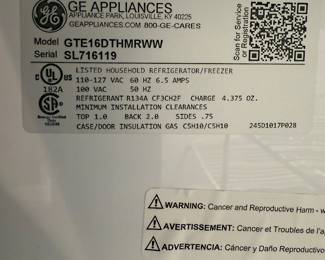 GE APPLIANCES
APPLIANCE PARK, LOUISVILLE, KY 40225
GEAPPLIANCES.COM 800-GE-CARES
Scan for Service & Registration
Model GTE16DTHMRWW
Serial SL716119
LISTED HOUSEHOLD REFRIGERATOR/FREEZER
110-127 VAC 60 HZ 6.5 AMPS
100 VAC 50 HZ
182A
REFRIGERANT R134A CF3CH2F CHARGE 4.375 OZ.
MINIMUM INSTALLATION CLEARANCES
TOP 1.0 BACK 2.0 SIDES .75
CASE/DOOR INSULATION GAS C5H10/C5H10 245D1017P028
WARNING: Cancer and Reproductive Harm - w
AVERTISSEMENT: Cancer et Troubles de l'a
ADVERTENCIA: Cáncer y Daño Reproductivo